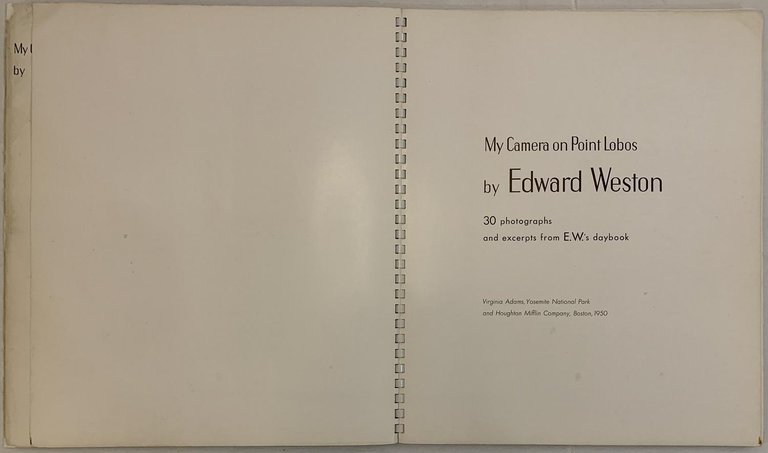 My
by
My Camera on Point Lobos
by Edward Weston
30 photographs
and excerpts from E.W.'s daybook
Virginia Adams, Yosemite National Park
and Houghton Mifflin Company, Boston, 1950